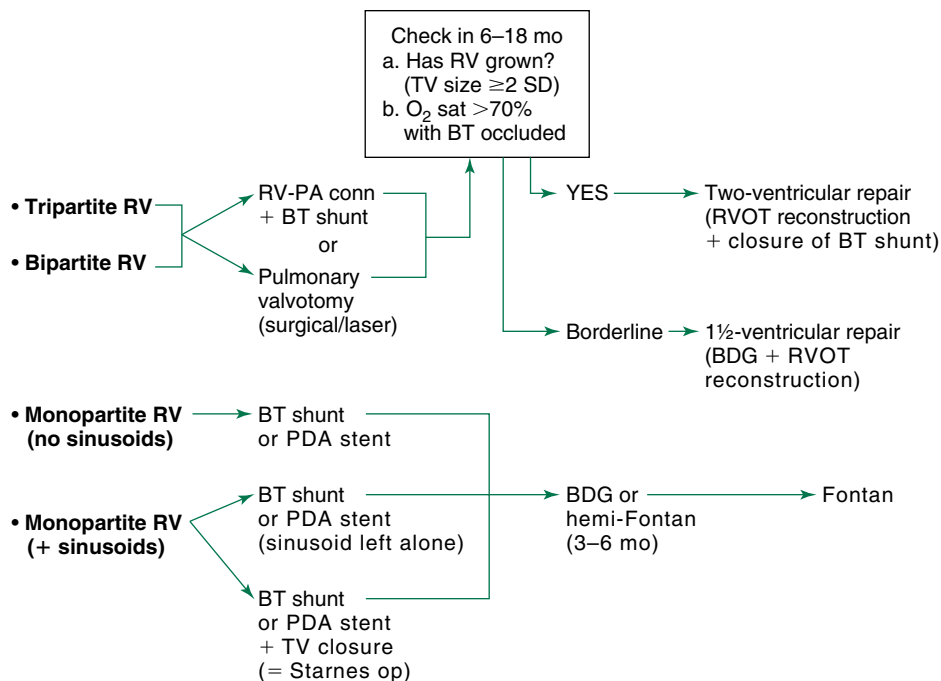 Check in 6–18 mo
a. Has RV grown?
(TV size ≥2 SD)
b. O₂ sat >70%
with BT occluded
• Tripartite RV
• Bipartite RV
RV-PA conn
+ BT shunt
or
Pulmonary
valvotomy
(surgical/laser)
YES
Two-ventricular repair
(RVOT reconstruction
+ closure of BT shunt)
Borderline
1½-ventricular repair
(BDG + RVOT
reconstruction)
• Monopartite RV
(no sinusoids)
BT shunt
or PDA stent
• Monopartite RV
(+ sinusoids)
BT shunt
or PDA stent
(sinusoid left alone)
BT shunt
or PDA stent
+ TV closure
(= Starnes op)
BDG or
hemi-Fontan
(3–6 mo)
Fontan